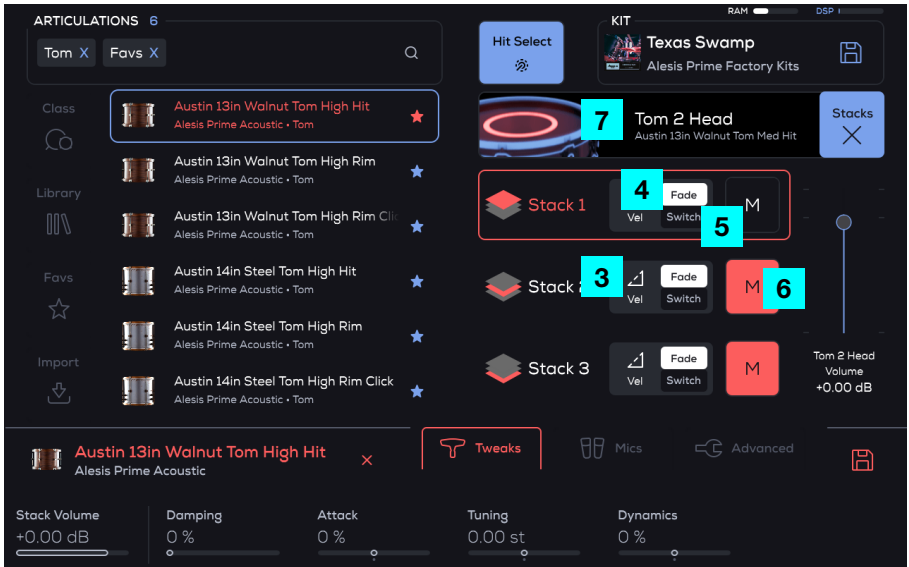 RAM DSP
ARTICULATIONS 6
Tom X Favs X
Hit Select
KIT
Texas Swamp
Alesis Prime Factory Kits
Class
Library
Favs
Import
Austin 13in Walnut Tom High Hit
Alesis Prime Acoustic • Tom
Austin 13in Walnut Tom High Rim
Alesis Prime Acoustic • Tom
Austin 13in Walnut Tom High Rim Clic
Alesis Prime Acoustic • Tom
Austin 14in Steel Tom High Hit
Alesis Prime Acoustic • Tom
Austin 14in Steel Tom High Rim
Alesis Prime Acoustic • Tom
Austin 14in Steel Tom High Rim Click
Alesis Prime Acoustic • Tom
7
Tom 2 Head
Austin 13in Walnut Tom Med Hit
Stacks
Stack 1
4
Vel
Fade
Switch
5
M
Stack
3
Vel
Fade
Switch
M
6
Stack 3
Vel
Fade
Switch
M
Tom 2 Head
Volume
+0.00 dB
Austin 13in Walnut Tom High Hit
Alesis Prime Acoustic
Tweaks
Mics
Advanced
Stack Volume
+0.00 dB
Damping
0 %
Attack
0 %
Tuning
0.00 st
Dynamics
0 %